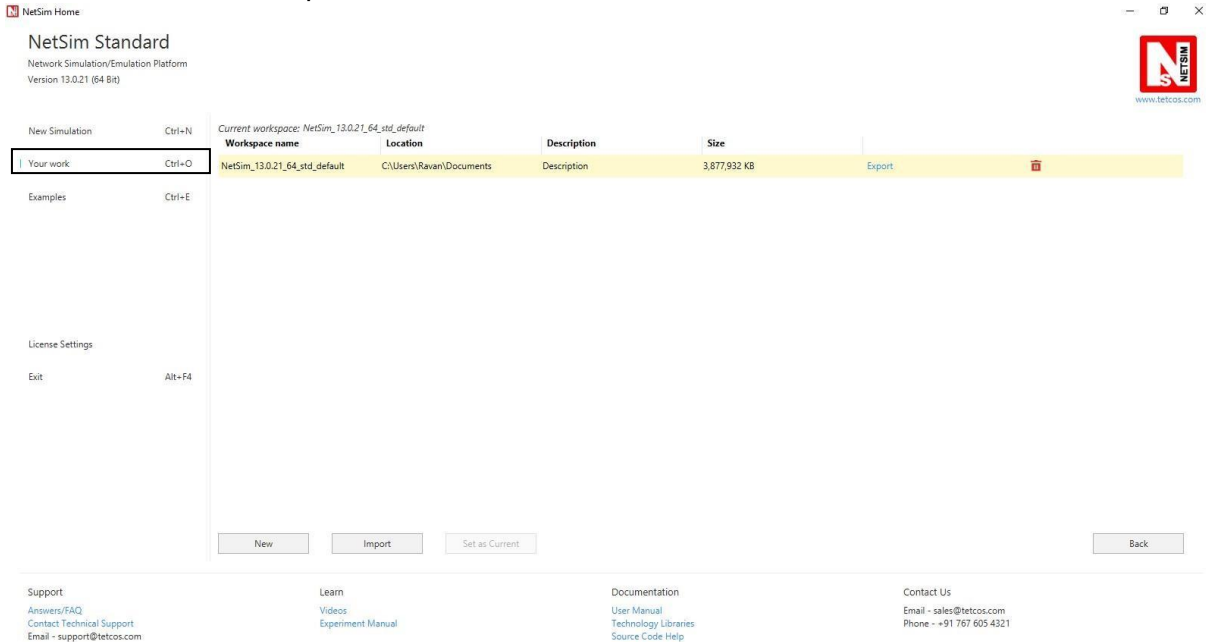 NetSim Home
NetSim Standard
Network Simulation/Emulation Platform
Version 13.0.21 (64 Bit)
NETSIM
www.tetcos.com
New Simulation Ctrl+N
Your work Ctrl+O
Examples Ctrl+E
License Settings
Exit Alt+F4
Current workspace: NetSim_13.0.21_64_std_default
Workspace name Location Description Size
NetSim_13.0.21_64_std_default C:\Users\Ravan\Documents Description 3,877,932 KB Export
New Import Set as Current Back
Support
Answers/FAQ
Contact Technical Support
Email - support@tetcos.com
Learn
Videos
Experiment Manual
Documentation
User Manual
Technology Libraries
Source Code Help
Contact Us
Email - sales@tetcos.com
Phone - +91 767 605 4321